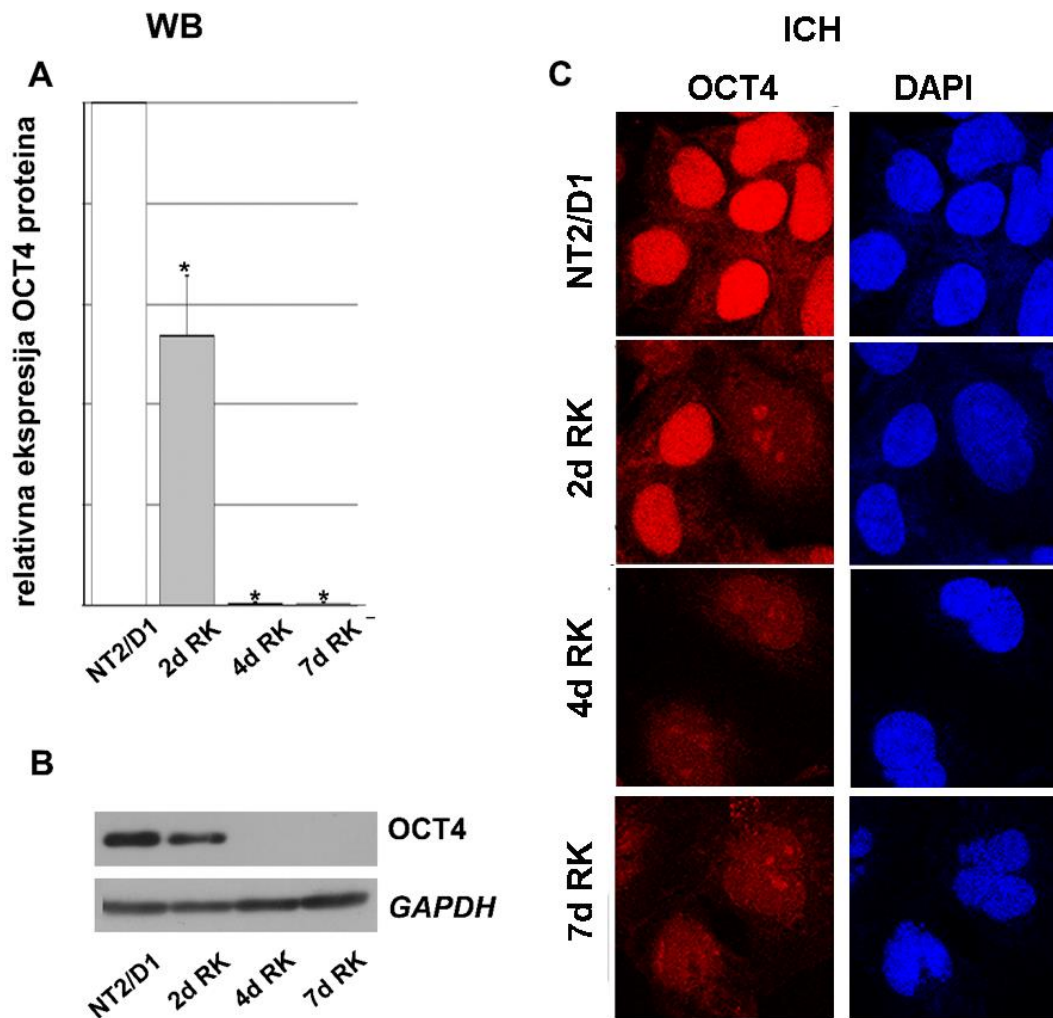 WB
A
relativna ekspresija OCT4 proteina
*
*
*
NT2/D1
2d RK
4d RK
7d RK
B
OCT4
GAPDH
NT2/D1
2d RK
4d RK
7d RK
ICH
C
OCT4
DAPI
NT2/D1
2d RK
4d RK
7d RK